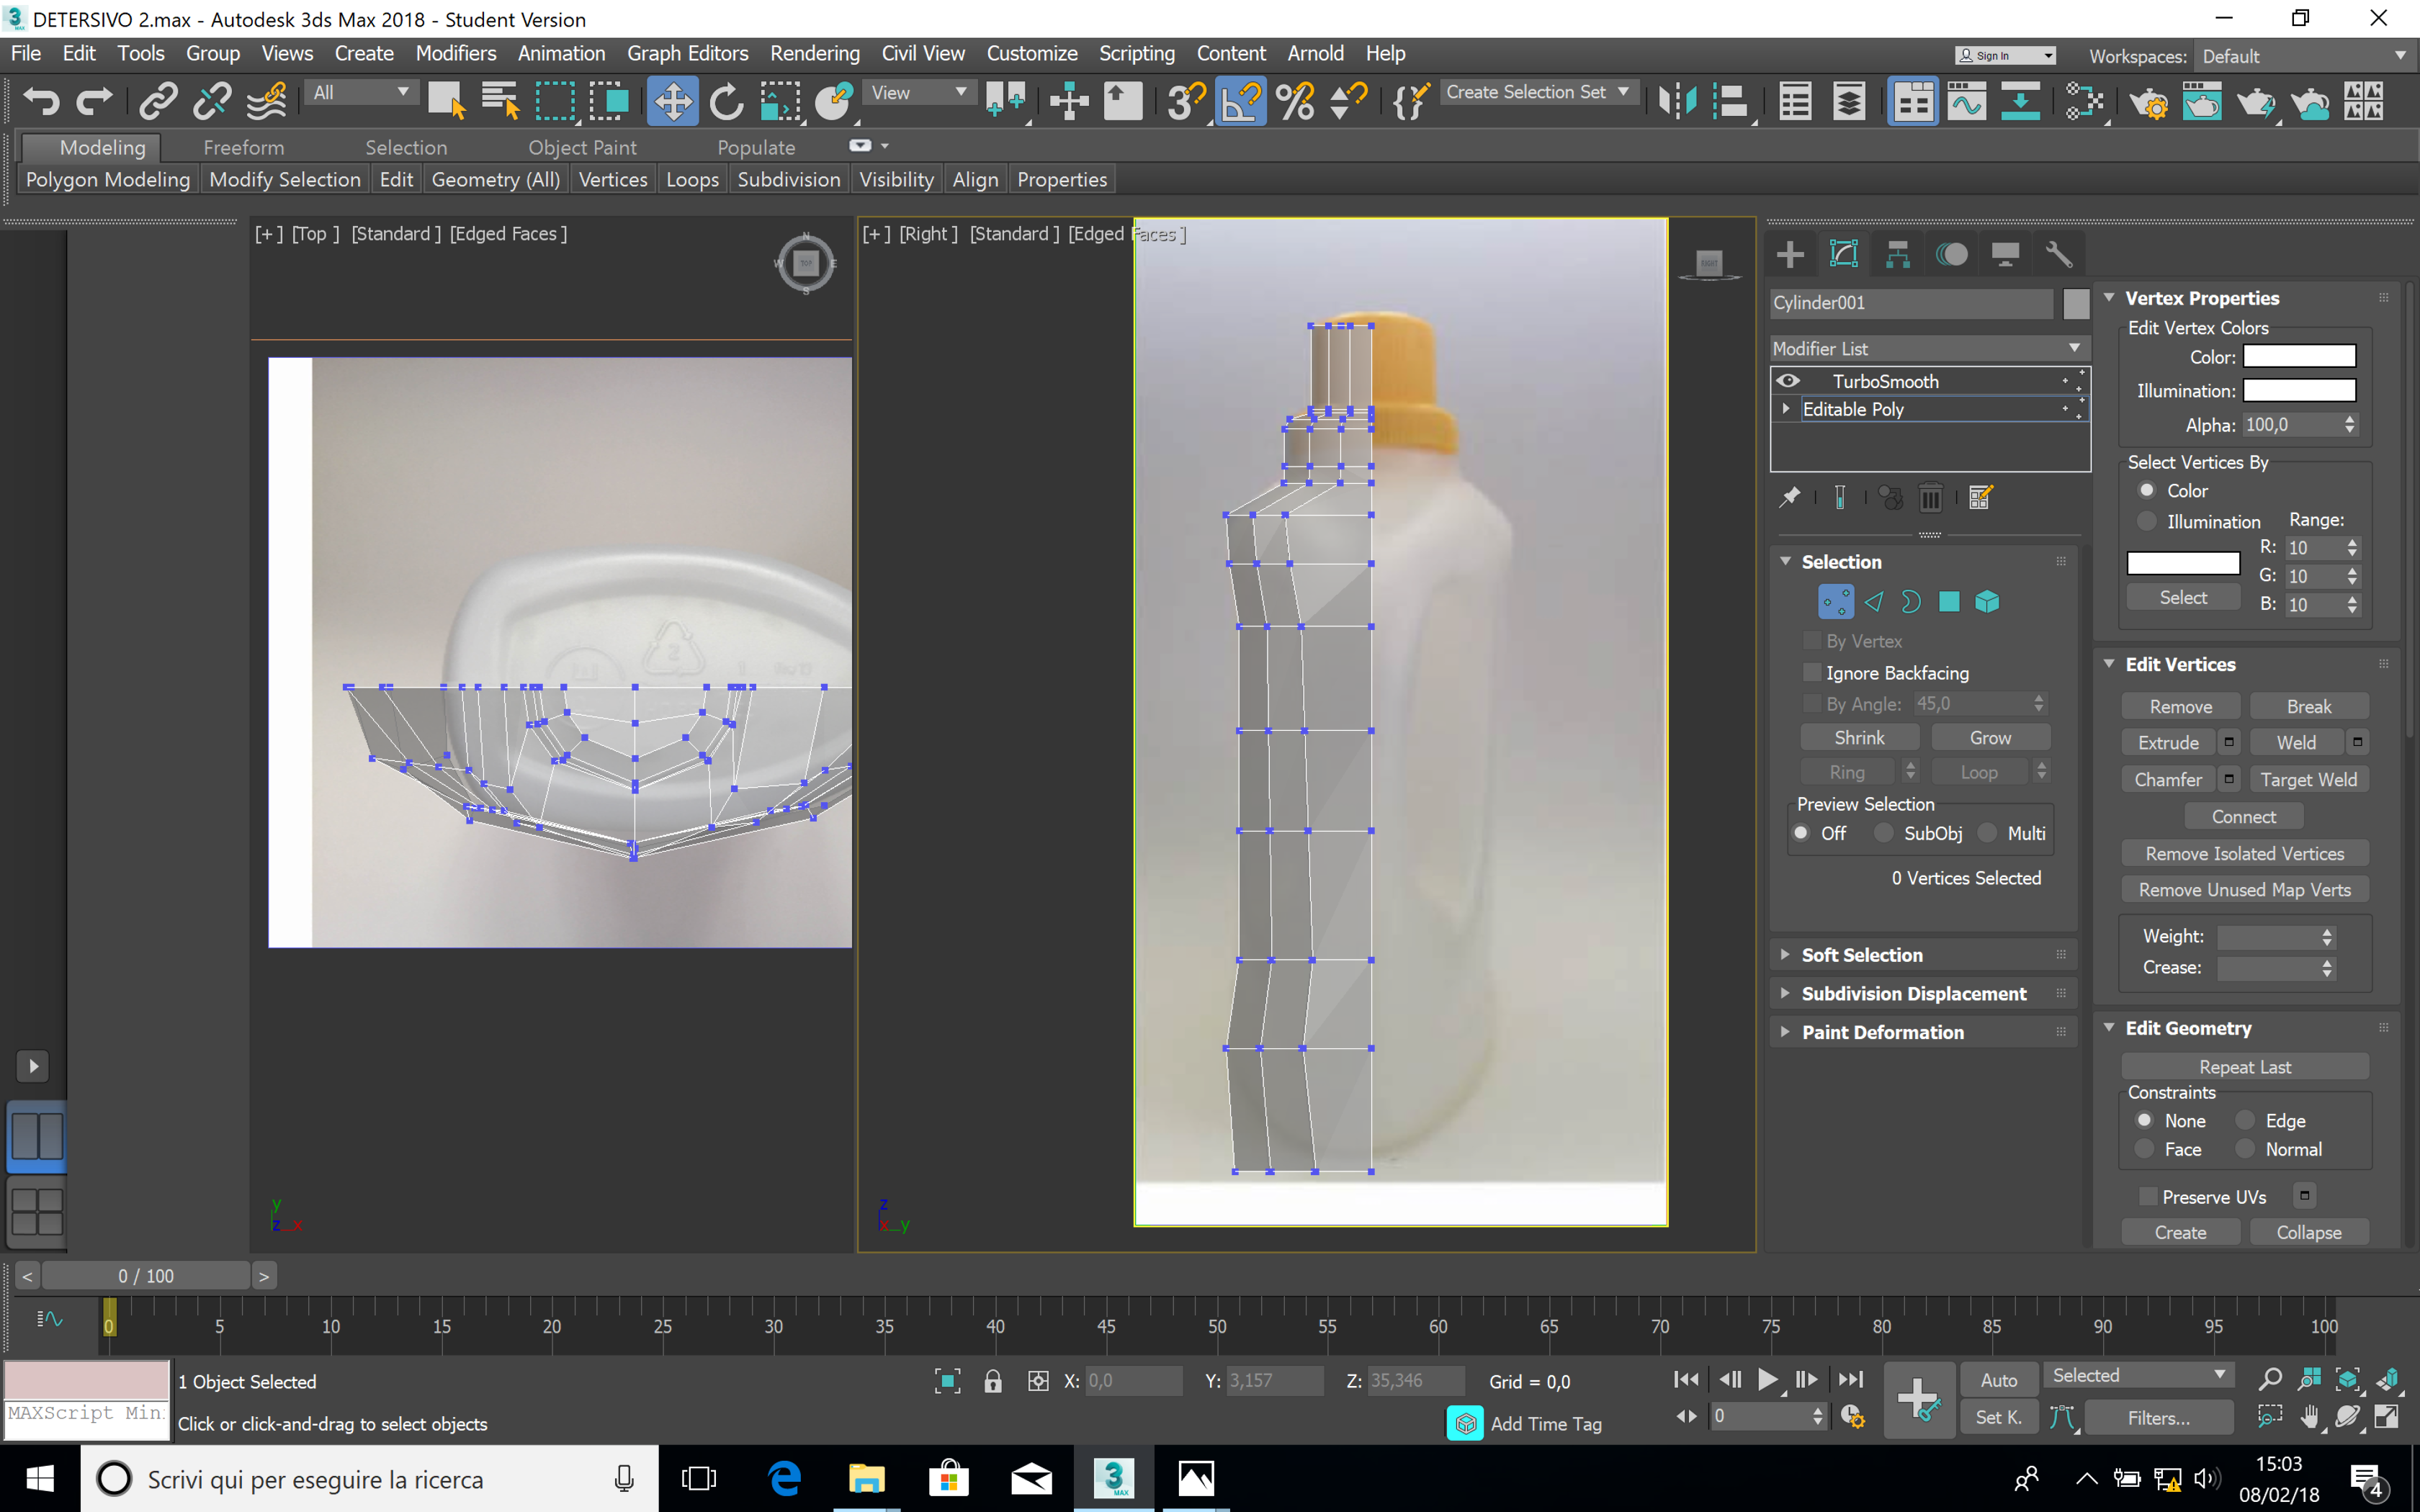 DETERSIVO 2.max - Autodesk 3ds Max 2018 - Student Version
File Edit Tools Group Views Create Modifiers Animation Graph Editors Rendering Civil View Customize Scripting Content Arnold Help
Sign In
Workspaces: Default
All
View
Create Selection Set
Modeling Freeform Selection Object Paint Populate
Polygon Modeling Modify Selection Edit Geometry (All) Vertices Loops Subdivision Visibility Align Properties
[+] [Top ] [Standard ] [Edged Faces ]
N
W TOP E
S
[+] [Right ] [Standard ] [Edged Faces ]
RIGHT
Cylinder001
Modifier List
TurboSmooth
Editable Poly
Selection
By Vertex
Ignore Backfacing
By Angle: 45,0
Shrink Grow
Ring Loop
Preview Selection
Off SubObj Multi
0 Vertices Selected
Soft Selection
Subdivision Displacement
Paint Deformation
Vertex Properties
Edit Vertex Colors
Color:
Illumination:
Alpha: 100,0
Select Vertices By
Color
Illumination Range:
R: 10
G: 10
Select B: 10
Edit Vertices
Remove Break
Extrude Weld
Chamfer Target Weld
Connect
Remove Isolated Vertices
Remove Unused Map Verts
Weight:
Crease:
Edit Geometry
Repeat Last
Constraints
None Edge
Face Normal
Preserve UVs
Create Collapse
y
z x
z
x y
< 0 / 100 >
0 5 10 15 20 25 30 35 40 45 50 55 60 65 70 75 80 85 90 95 100
1 Object Selected
X: 0,0 Y: 3,157 Z: 35,346 Grid = 0,0
Auto Selected
MAXScript Min
Click or click-and-drag to select objects
Add Time Tag
0
Set K. Filters...
Scrivi qui per eseguire la ricerca
3
MAX
15:03
08/02/18
4